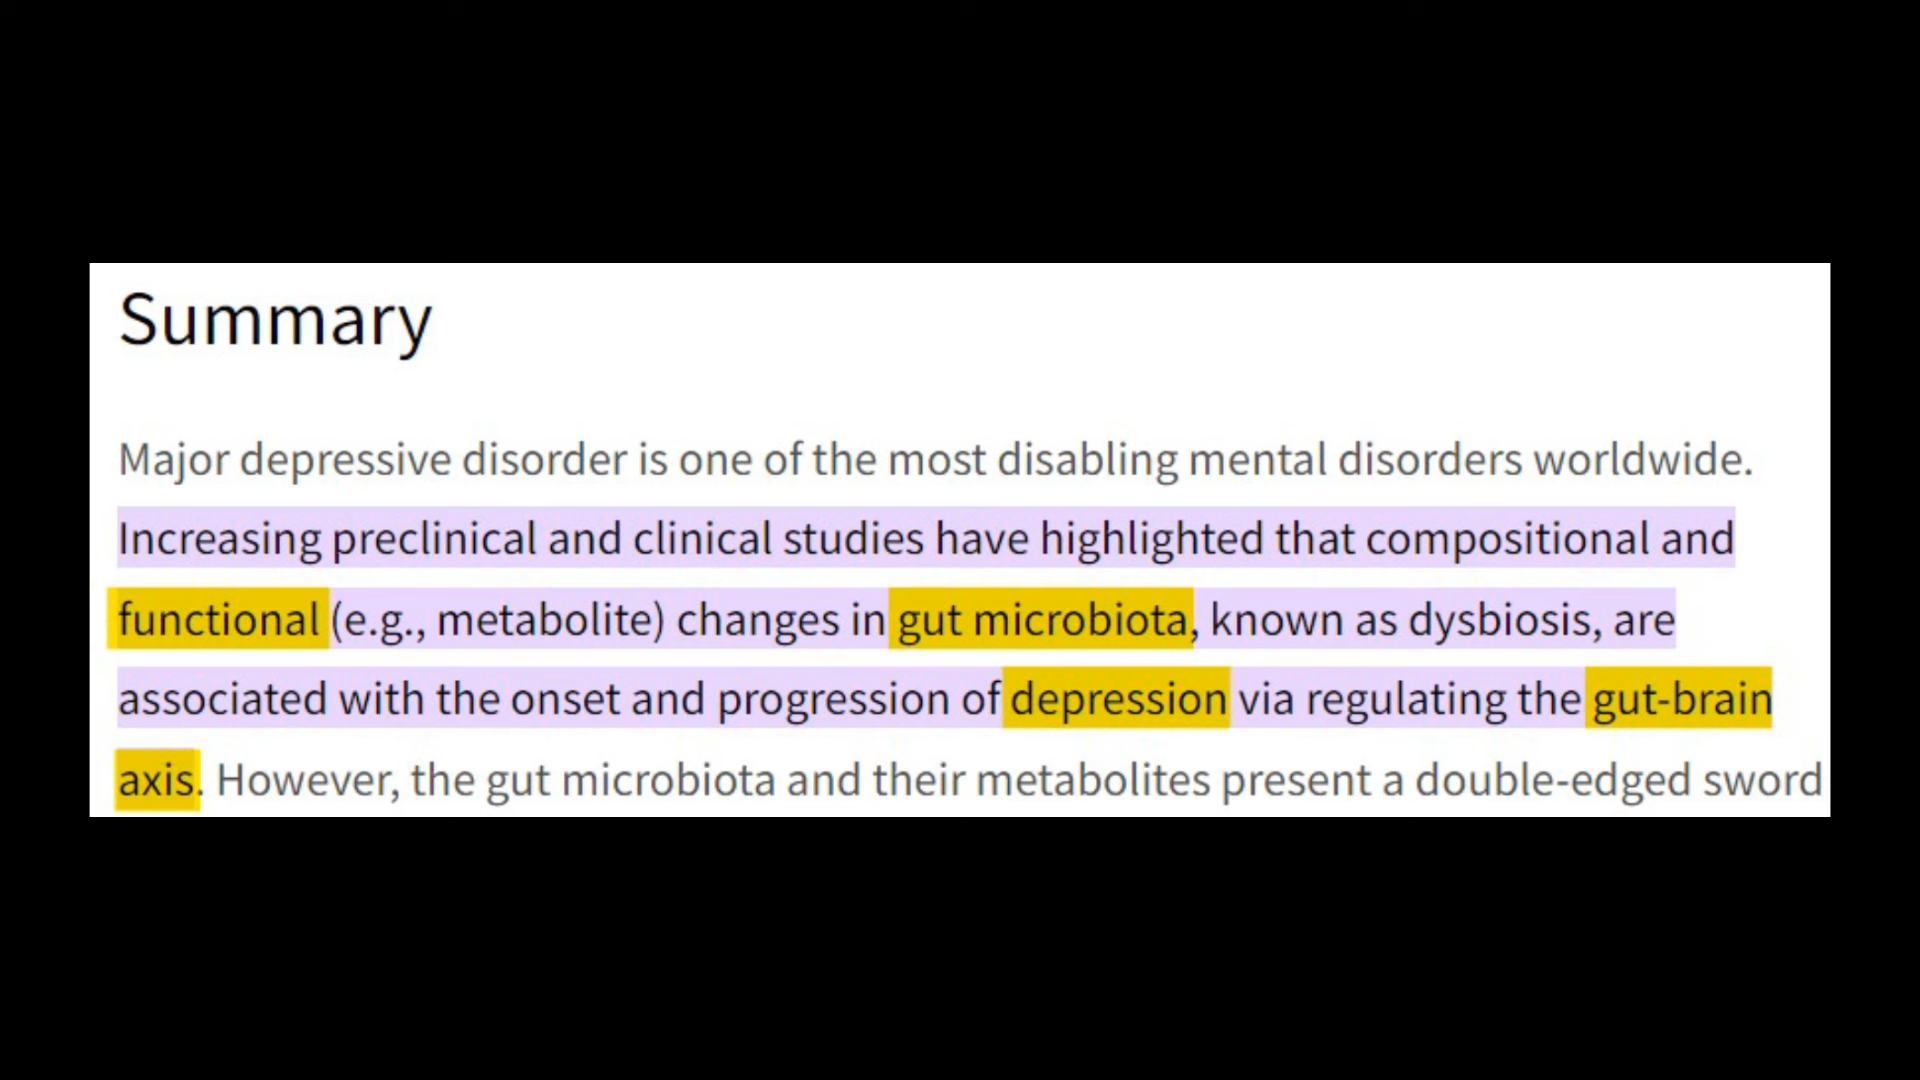 Summary
Major depressive disorder is one of the most disabling mental disorders worldwide.
Increasing preclinical and clinical studies have highlighted that compositional and
functional (e.g., metabolite) changes in gut microbiota, known as dysbiosis, are
associated with the onset and progression of depression via regulating the gut-brain
axis. However, the gut microbiota and their metabolites present a double-edged sword